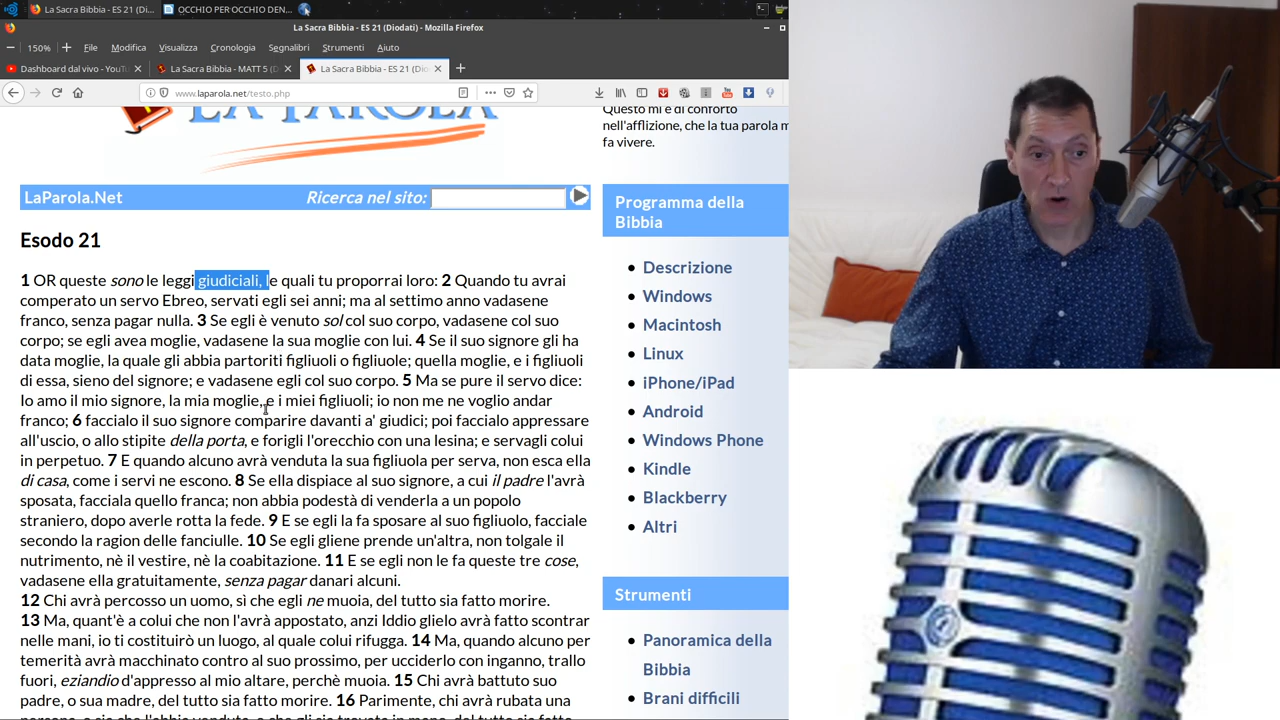 La Sacra Bibbia - ES 21 (Di...
OCCHIO PER OCCHIO DEN...
La Sacra Bibbia - ES 21 (Diodati) - Mozilla Firefox
150%
File
Modifica
Visualizza
Cronologia
Segnalibri
Strumenti
Aiuto
Dashboard dal vivo - YouTu
La Sacra Bibbia - MATT 5 (D
La Sacra Bibbia - ES 21 (Dio
www.laparola.net/testo.php
LA PAROLA
LaParola.Net
Ricerca nel sito:
Esodo 21
1 OR queste sono le leggi giudiciali, le quali tu proporrai loro: 2 Quando tu avrai
comperato un servo Ebreo, servati egli sei anni; ma al settimo anno vadasene
franco, senza pagar nulla. 3 Se egli è venuto sol col suo corpo, vadasene col suo
corpo; se egli avea moglie, vadasene la sua moglie con lui. 4 Se il suo signore gli ha
data moglie, la quale gli abbia partoriti figliuoli o figliuole; quella moglie, e i figliuoli
di essa, sieno del signore; e vadasene egli col suo corpo. 5 Ma se pure il servo dice:
Io amo il mio signore, la mia moglie, e i miei figliuoli; io non me ne voglio andar
franco; 6 faccialo il suo signore comparire davanti a' giudici; poi faccialo appressare
all'uscio, o allo stipite della porta, e forigli l'orecchio con una lesina; e servagli colui
in perpetuo. 7 E quando alcuno avrà venduta la sua figliuola per serva, non esca ella
di casa, come i servi ne escono. 8 Se ella dispiace al suo signore, a cui il padre l'avrà
sposata, facciala quello franca; non abbia podestà di venderla a un popolo
straniero, dopo averle rotta la fede. 9 E se egli la fa sposare al suo figliuolo, facciale
secondo la ragion delle fanciulle. 10 Se egli gliene prende un'altra, non tolgale il
nutrimento, nè il vestire, nè la coabitazione. 11 E se egli non le fa queste tre cose,
vadasene ella gratuitamente, senza pagar danari alcuni.
12 Chi avrà percosso un uomo, sì che egli ne muoia, del tutto sia fatto morire.
13 Ma, quant'è a colui che non l'avrà appostato, anzi Iddio glielo avrà fatto scontrar
nelle mani, io ti costituirò un luogo, al quale colui rifugga. 14 Ma, quando alcuno per
temerità avrà macchinato contro al suo prossimo, per ucciderlo con inganno, trallo
fuori, eziandio d'appresso al mio altare, perchè muoia. 15 Chi avrà battuto suo
padre, o sua madre, del tutto sia fatto morire. 16 Parimente, chi avrà rubata una
Questo mi è di conforto
nell'afflizione, che la tua parola m
fa vivere.
Programma della
Bibbia
Descrizione
Windows
Macintosh
Linux
iPhone/iPad
Android
Windows Phone
Kindle
Blackberry
Altri
Strumenti
Panoramica della
Bibbia
Brani difficili